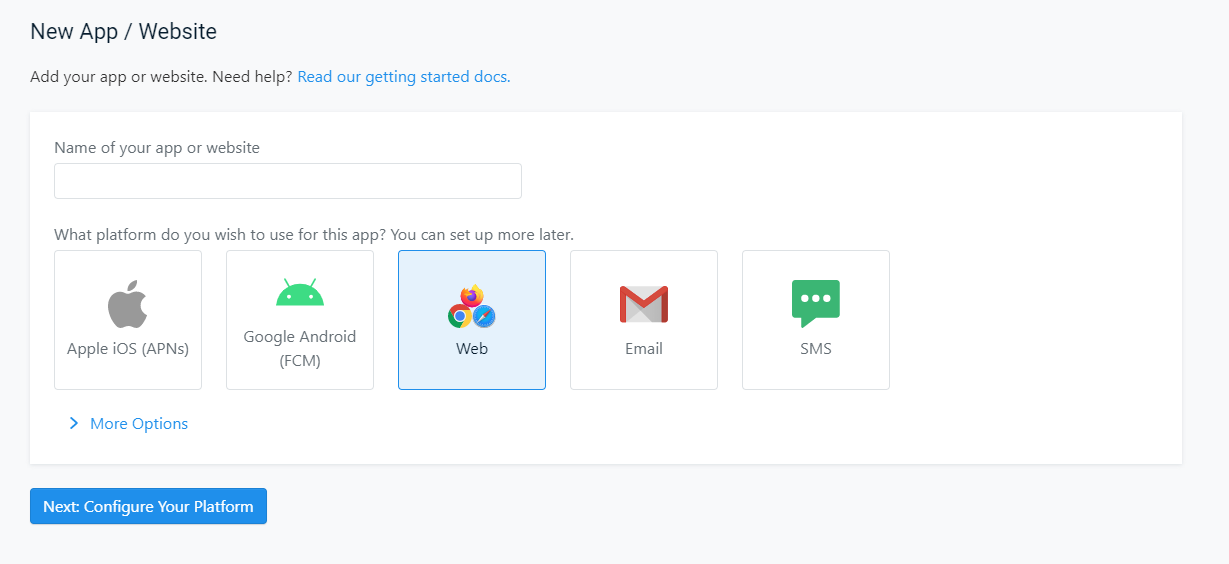 New App / Website
Add your app or website. Need help? Read our getting started docs.
Name of your app or website
What platform do you wish to use for this app? You can set up more later.
Apple iOS (APNs)
Google Android
(FCM)
Web
Email
SMS
More Options
Next: Configure Your Platform